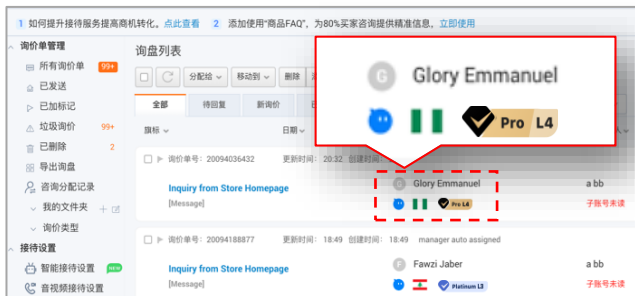 1 如何提升接待服务提高商机转化。点此查看 2 添加使用“商品FAQ”，为80%买家咨询提供精准信息，立即使用
询价单管理
所有询价单 99+
已发送
已加标记
垃圾询价 99+
已删除 2
导出询盘
咨询分配记录
我的文件夹
询价类型
接待设置
智能接待设置 NEW
音视频接待设置
询盘列表
分配给 移动到 删除
全部 待回复 新询价
旗标 日期
询价单号： 20094036432 更新时间： 20:32 创建时间：
Inquiry from Store Homepage Glory Emmanuel a bb
[Message] Pro L4 子账号未读
询价单号： 20094188877 更新时间： 18:49 创建时间： 18:49 manager auto assigned
Inquiry from Store Homepage Fawzi Jaber a bb
[Message] Platinum L3 子账号未读
G Glory Emmanuel
Pro L4